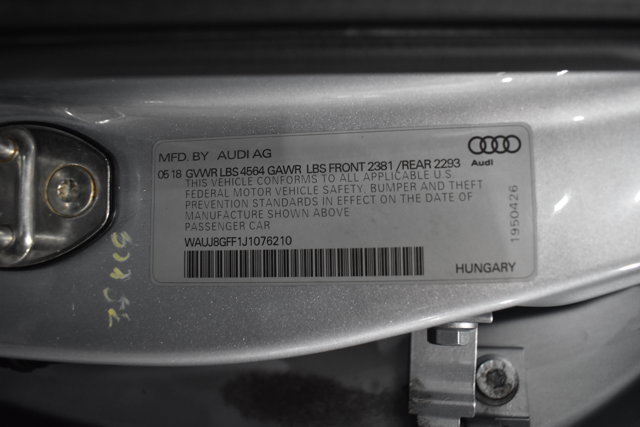 MFD. BY AUDI AG
05 18 GVWR LBS 4564 GAWR LBS FRONT 2381 /REAR 2293
THIS VEHICLE CONFORMS TO ALL APPLICABLE U.S.
FEDERAL MOTOR VEHICLE SAFETY, BUMPER AND THEFT
PREVENTION STANDARDS IN EFFECT ON THE DATE OF
MANUFACTURE SHOWN ABOVE
PASSENGER CAR
WAUJ8GFF1J1076210
Audi
1950426
HUNGARY